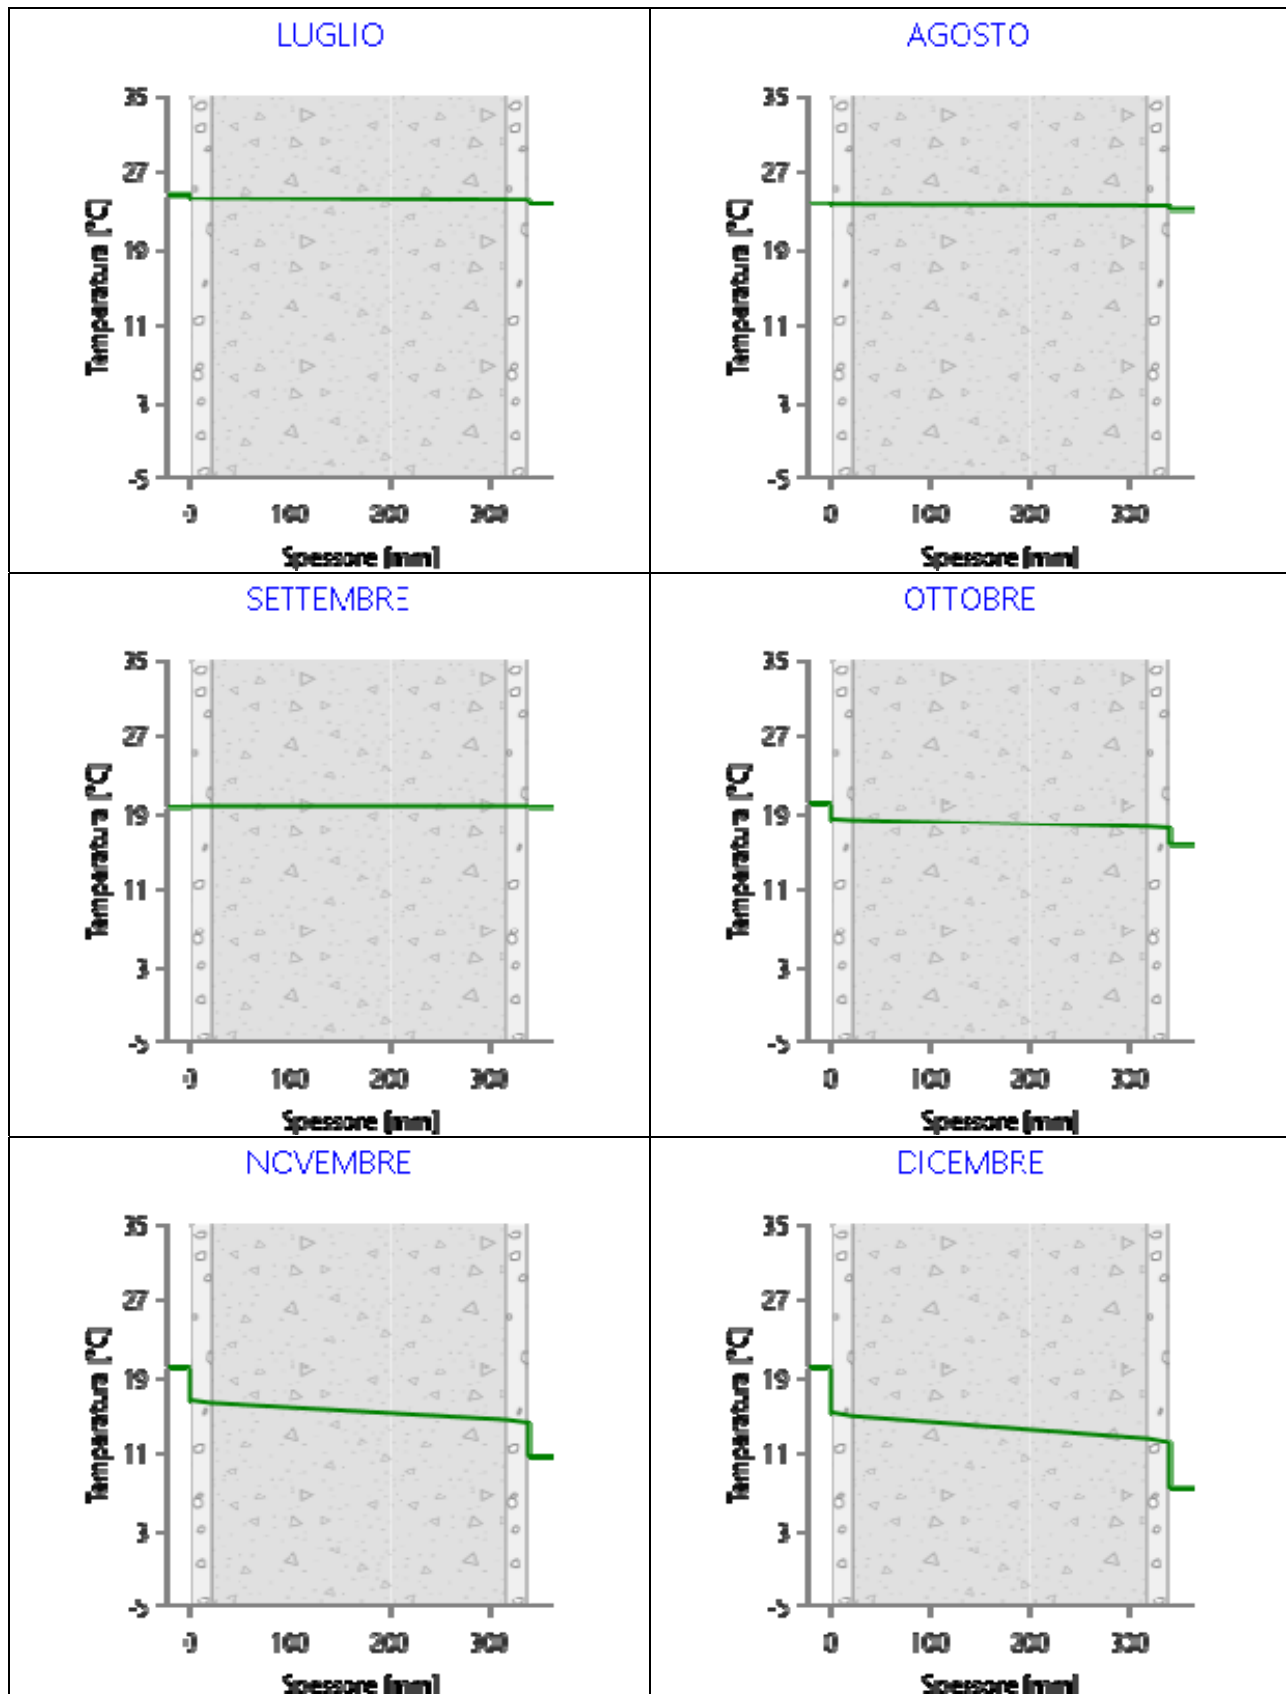 LUGLIO
35
27
19
11
3
-5
Temperatura [°C]
0 100 200 300
Spessore [mm]
AGOSTO
35
27
19
11
3
-5
Temperatura [°C]
0 100 200 300
Spessore [mm]
SETTEMBRE
35
27
19
11
3
-5
Temperatura [°C]
0 100 200 300
Spessore [mm]
OTTOBRE
35
27
19
11
3
-5
Temperatura [°C]
0 100 200 300
Spessore [mm]
NOVEMBRE
35
27
19
11
3
-5
Temperatura [°C]
0 100 200 300
Spessore [mm]
DICEMBRE
35
27
19
11
3
-5
Temperatura [°C]
0 100 200 300
Spessore [mm]